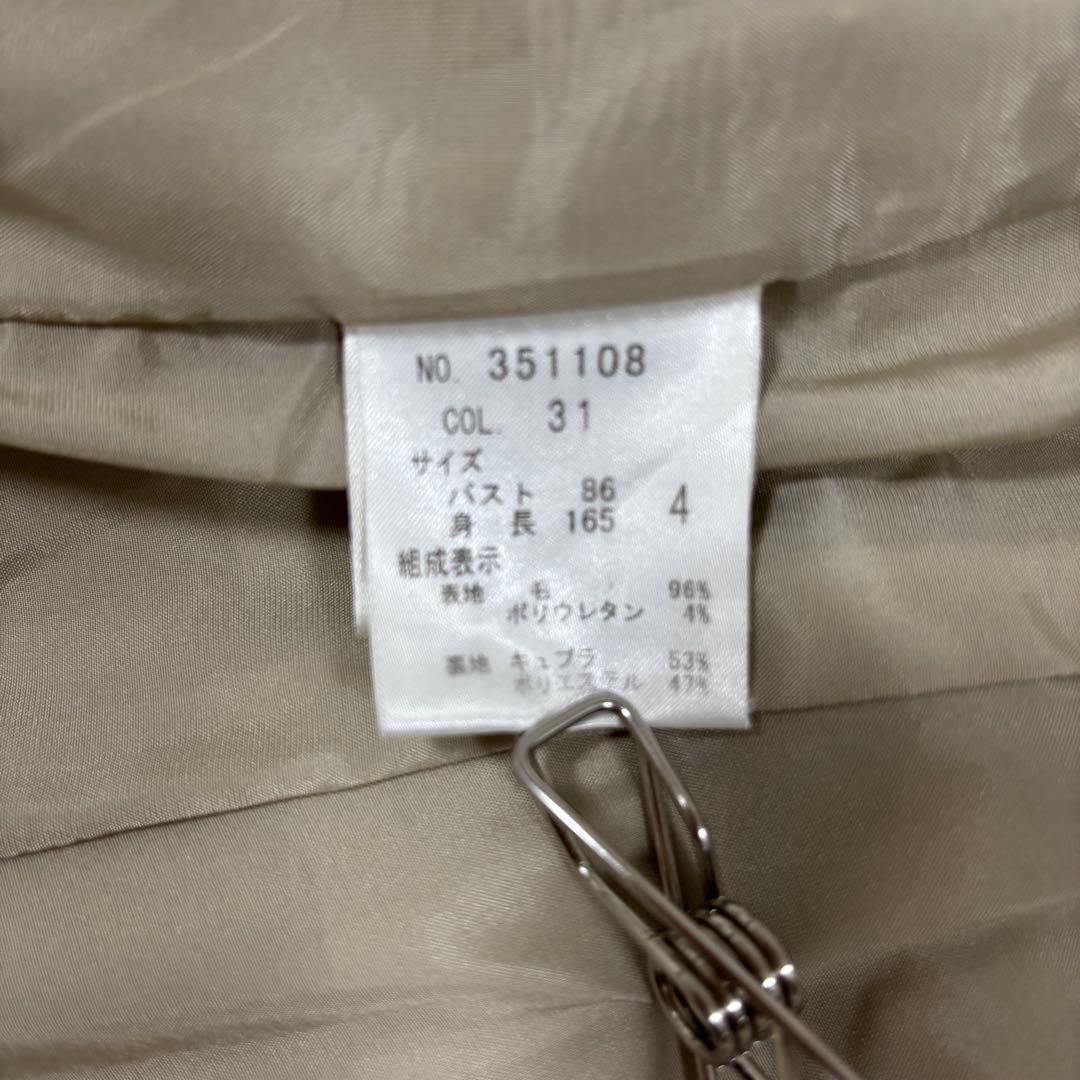 NO. 351108
COL. 31
サイズ
バスト 86
身 長 165 4
組成表示
表地 毛 96%
ポリウレタン 4%
裏地 キュプラ 53%
ポリエステル 47%